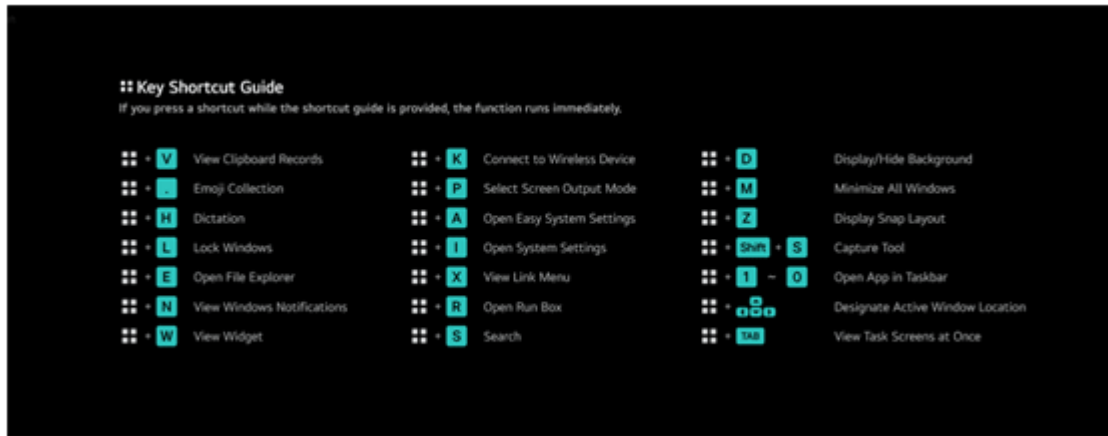 Key Shortcut Guide
If you press a shortcut while the shortcut guide is provided, the function runs immediately.
+ V View Clipboard Records
+ . Emoji Collection
+ H Dictation
+ L Lock Windows
+ E Open File Explorer
+ N View Windows Notifications
+ W View Widget
+ K Connect to Wireless Device
+ P Select Screen Output Mode
+ A Open Easy System Settings
+ I Open System Settings
+ X View Link Menu
+ R Open Run Box
+ S Search
+ D Display/Hide Background
+ M Minimize All Windows
+ Z Display Snap Layout
+ Shift + S Capture Tool
+ 1 ~ 0 Open App in Taskbar
+ Designate Active Window Location
+ TAB View Task Screens at Once